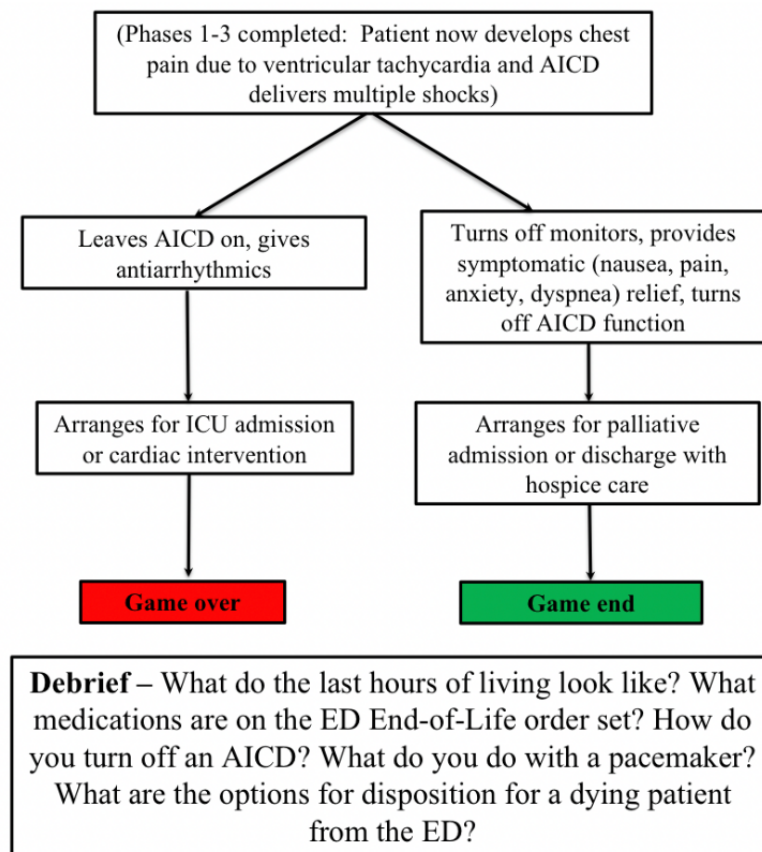 (Phases 1-3 completed:  Patient now develops chest
pain due to ventricular tachycardia and AICD
delivers multiple shocks)
Leaves AICD on, gives
antiarrhythmics
Turns off monitors, provides
symptomatic (nausea, pain,
anxiety, dyspnea) relief, turns
off AICD function
Arranges for ICU admission
or cardiac intervention
Arranges for palliative
admission or discharge with
hospice care
Game over
Game end
Debrief – What do the last hours of living look like? What
medications are on the ED End-of-Life order set? How do
you turn off an AICD? What do you do with a pacemaker?
What are the options for disposition for a dying patient
from the ED?